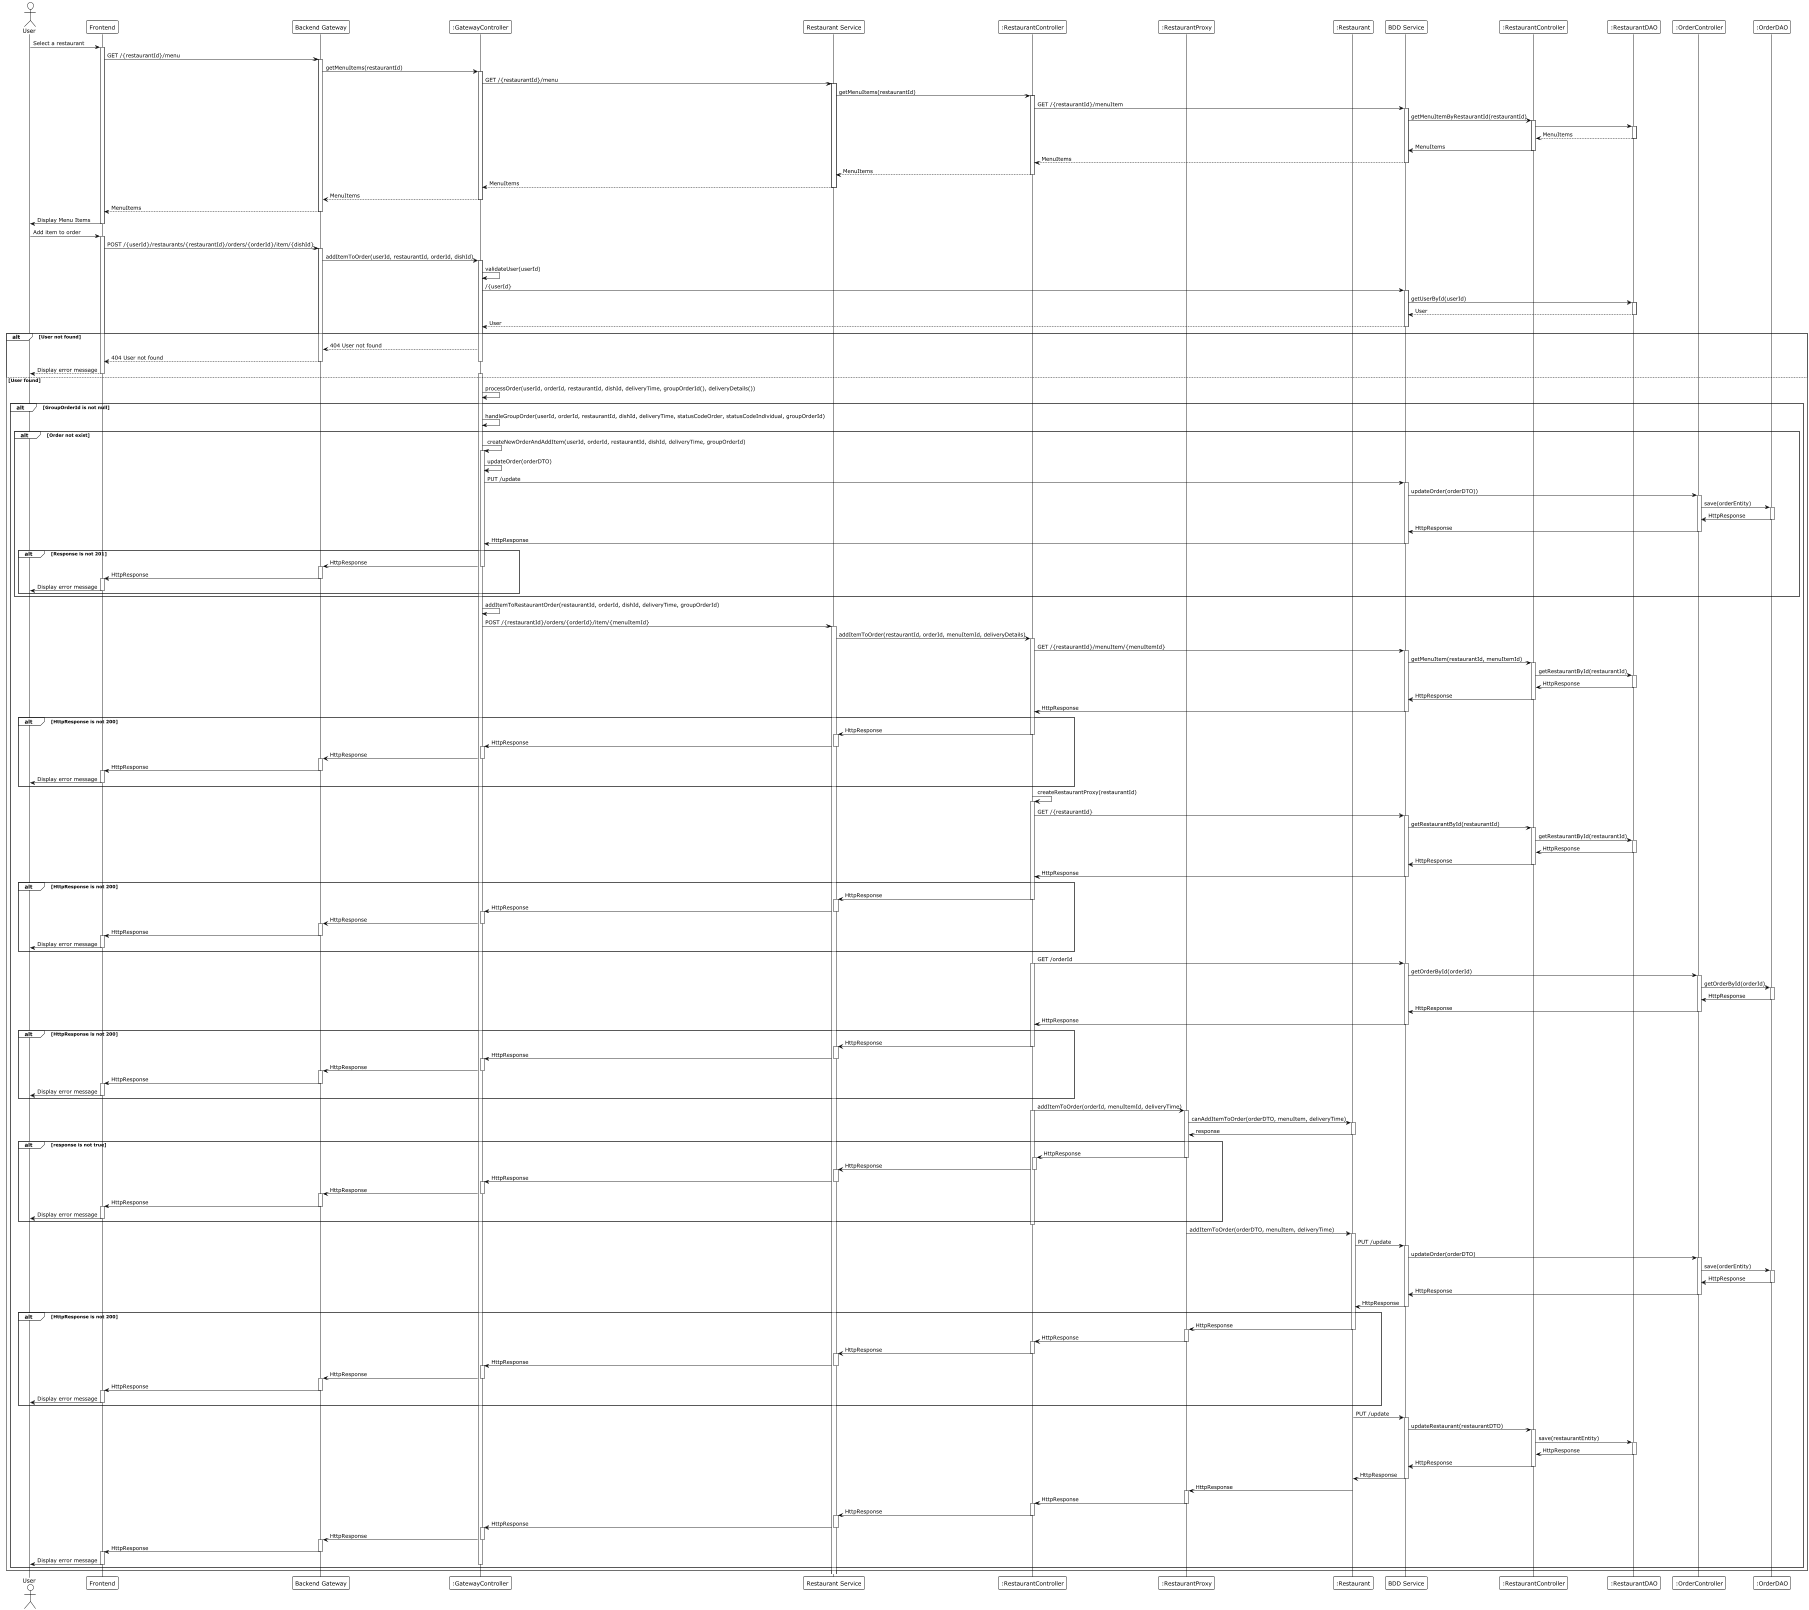 User
Frontend
Backend Gateway
:GatewayController
Restaurant Service
:RestaurantController
:RestaurantProxy
:Restaurant
BDD Service
:RestaurantController
:RestaurantDAO
:OrderController
:OrderDAO
Select a restaurant
GET /{restaurantId}/menu
getMenuItems(restaurantId)
GET /{restaurantId}/menu
getMenuItems(restaurantId)
GET /{restaurantId}/menuItem
getMenuItemByRestaurantId(restaurantId)
MenuItems
MenuItems
MenuItems
MenuItems
MenuItems
MenuItems
MenuItems
Display Menu Items
Add item to order
POST /{userId}/restaurants/{restaurantId}/orders/{orderId}/item/{dishId}
addItemToOrder(userId, restaurantId, orderId, dishId)
validateUser(userId)
/{userId}
getUserById(userId)
User
User
alt [User not found]
404 User not found
404 User not found
Display error message
[User found]
processOrder(userId, orderId, restaurantId, dishId, deliveryTime, groupOrderId(), deliveryDetails())
alt [GroupOrderId is not null]
handleGroupOrder(userId, orderId, restaurantId, dishId, deliveryTime, statusCodeOrder, statusCodeIndividual, groupOrderId)
alt [Order not exist]
createNewOrderAndAddItem(userId, orderId, restaurantId, dishId, deliveryTime, groupOrderId)
updateOrder(orderDTO)
PUT /update
updateOrder(orderDTO))
save(orderEntity)
HttpResponse
HttpResponse
HttpResponse
alt [Response is not 201]
HttpResponse
HttpResponse
Display error message
addItemToRestaurantOrder(restaurantId, orderId, dishId, deliveryTime, groupOrderId)
POST /{restaurantId}/orders/{orderId}/item/{menuItemId}
addItemToOrder(restaurantId, orderId, menuItemId, deliveryDetails)
GET /{restaurantId}/menuItem/{menuItemId}
getMenuItem(restaurantId, menuItemId)
getRestaurantById(restaurantId)
HttpResponse
HttpResponse
HttpResponse
alt [HttpResponse is not 200]
HttpResponse
HttpResponse
HttpResponse
HttpResponse
Display error message
createRestaurantProxy(restaurantId)
GET /{restaurantId}
getRestaurantById(restaurantId)
getRestaurantById(restaurantId)
HttpResponse
HttpResponse
HttpResponse
alt [HttpResponse is not 200]
HttpResponse
HttpResponse
HttpResponse
HttpResponse
Display error message
GET /orderId
getOrderById(orderId)
getOrderById(orderId)
HttpResponse
HttpResponse
HttpResponse
alt [HttpResponse is not 200]
HttpResponse
HttpResponse
HttpResponse
HttpResponse
Display error message
addItemToOrder(orderId, menuItemId, deliveryTime)
canAddItemToOrder(orderDTO, menuItem, deliveryTime)
response
alt [response is not true]
HttpResponse
HttpResponse
HttpResponse
HttpResponse
HttpResponse
Display error message
addItemToOrder(orderDTO, menuItem, deliveryTime)
PUT /update
updateOrder(orderDTO)
save(orderEntity)
HttpResponse
HttpResponse
HttpResponse
alt [HttpResponse is not 200]
HttpResponse
HttpResponse
HttpResponse
HttpResponse
HttpResponse
HttpResponse
Display error message
PUT /update
updateRestaurant(restaurantDTO)
save(restaurantEntity)
HttpResponse
HttpResponse
HttpResponse
HttpResponse
HttpResponse
HttpResponse
HttpResponse
HttpResponse
HttpResponse
Display error message
User
Frontend
Backend Gateway
:GatewayController
Restaurant Service
:RestaurantController
:RestaurantProxy
:Restaurant
BDD Service
:RestaurantController
:RestaurantDAO
:OrderController
:OrderDAO